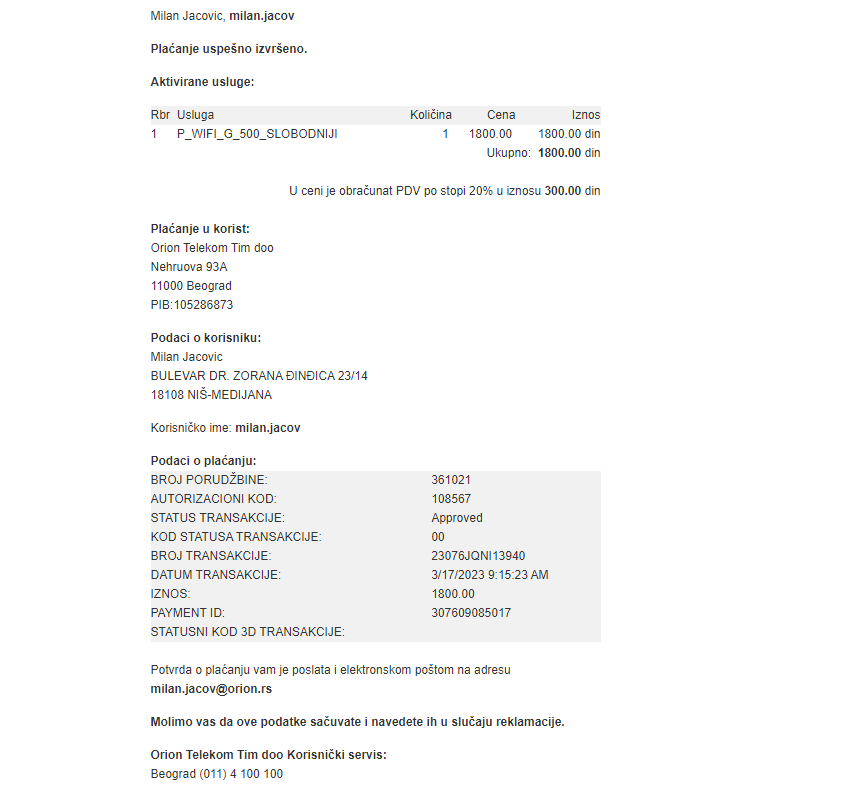 Milan Jacovic, milan.jacov
Plaćanje uspešno izvršeno.
Aktivirane usluge:
Rbr Usluga Količina Cena Iznos
1 P_WIFI_G_500_SLOBODNIJI 1 1800.00 1800.00 din
Ukupno: 1800.00 din
U ceni je obračunat PDV po stopi 20% u iznosu 300.00 din
Plaćanje u korist:
Orion Telekom Tim doo
Nehruova 93A
11000 Beograd
PIB:105286873
Podaci o korisniku:
Milan Jacovic
BULEVAR DR. ZORANA ĐINĐICA 23/14
18108 NIŠ-MEDIJANA
Korisničko ime: milan.jacov
Podaci o plaćanju:
BROJ PORUDŽBINE: 361021
AUTORIZACIONI KOD: 108567
STATUS TRANSAKCIJE: Approved
KOD STATUSA TRANSAKCIJE: 00
BROJ TRANSAKCIJE: 23076JQNI13940
DATUM TRANSAKCIJE: 3/17/2023 9:15:23 AM
IZNOS: 1800.00
PAYMENT ID: 307609085017
STATUSNI KOD 3D TRANSAKCIJE:
Potvrda o plaćanju vam je poslata i elektronskom poštom na adresu
milan.jacov@orion.rs
Molimo vas da ove podatke sačuvate i navedete ih u slučaju reklamacije.
Orion Telekom Tim doo Korisnički servis:
Beograd (011) 4 100 100